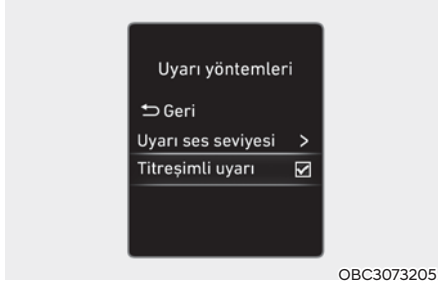 Uyarı yöntemleri
Geri
Uyarı ses seviyesi >
Titreşimli uyarı
OBC3073205